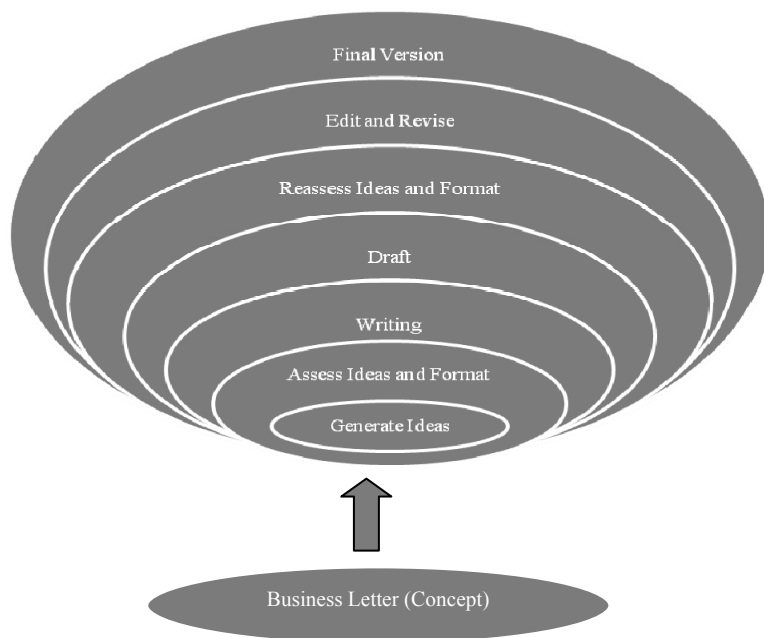 Final Version
Edit and Revise
Reassess Ideas and Format
Draft
Writing
Assess Ideas and Format
Generate Ideas
Business Letter (Concept)